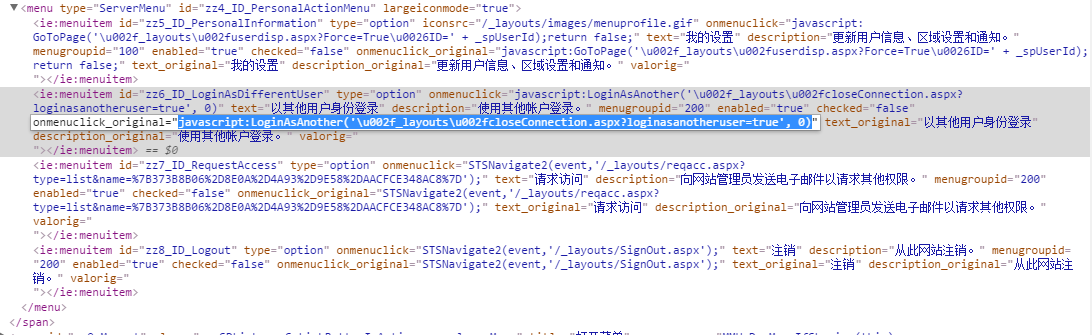 ▼<menu type="ServerMenu" id="zz4_ID_PersonalActionMenu" largeiconmode="true">
<ie:menuitem id="zz5_ID_PersonalInformation" type="option" iconsrc="/_layouts/images/menuprofile.gif" onmenuclick="javascript:
GoToPage('\u002f_layouts\u002fuserdisp.aspx?Force=True\u0026ID=' + _spUserId);return false;" text="我的设置" description="更新用户信息、区域设置和通知。"
menugroupid="100" enabled="true" checked="false" onmenuclick_original="javascript:GoToPage('\u002f_layouts\u002fuserdisp.aspx?Force=True\u0026ID=' + _spUserId);
return false;" text_original="我的设置" description_original="更新用户信息、区域设置和通知。" valorig="
"></ie:menuitem>
<ie:menuitem id="zz6_ID_LoginAsDifferentUser" type="option" onmenuclick="javascript:LoginAsAnother('\u002f_layouts\u002fcloseConnection.aspx?
loginasanotheruser=true', 0)" text="以其他用户身份登录" description="使用其他帐户登录。" menugroupid="200" enabled="true" checked="false"
onmenuclick_original="javascript:LoginAsAnother('\u002f_layouts\u002fcloseConnection.aspx?loginasanotheruser=true', 0)" text_original="以其他用户身份登录"
description_original="使用其他帐户登录。" valorig="
"></ie:menuitem> == $0
<ie:menuitem id="zz7_ID_RequestAccess" type="option" onmenuclick="STSNavigate2(event,'/_layouts/reqacc.aspx?
type=list&name=%7B373B8B06%2D8E0A%2D4A93%2D9E58%2DAACFCE348AC8%7D');" text="请求访问" description="向网站管理员发送电子邮件以请求其他权限。" menugroupid="200"
enabled="true" checked="false" onmenuclick_original="STSNavigate2(event,'/_layouts/reqacc.aspx?
type=list&name=%7B373B8B06%2D8E0A%2D4A93%2D9E58%2DAACFCE348AC8%7D');" text_original="请求访问" description_original="向网站管理员发送电子邮件以请求其他权限。"
valorig="
"></ie:menuitem>
<ie:menuitem id="zz8_ID_Logout" type="option" onmenuclick="STSNavigate2(event,'/_layouts/SignOut.aspx');" text="注销" description="从此网站注销。" menugroupid=
"200" enabled="true" checked="false" onmenuclick_original="STSNavigate2(event,'/_layouts/SignOut.aspx');" text_original="注销" description_original="从此网站注
销。" valorig="
"></ie:menuitem>
</menu>
</span>